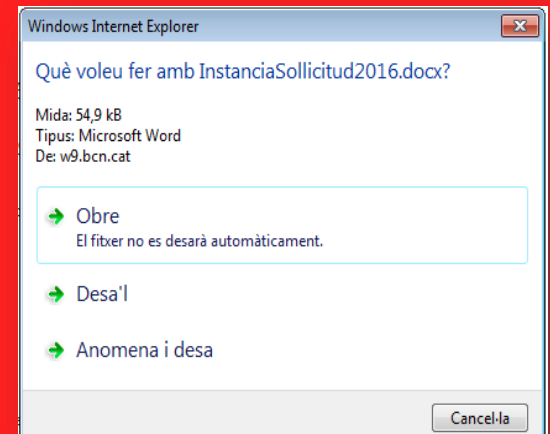 Windows Internet Explorer
Què voleu fer amb InstanciaSollicitud2016.docx?
Mida: 54,9 kB
Tipus: Microsoft Word
De: w9.bcn.cat
Obre
El fitxer no es desarà automàticament.
Desa'l
Anomena i desa
Cancel·la